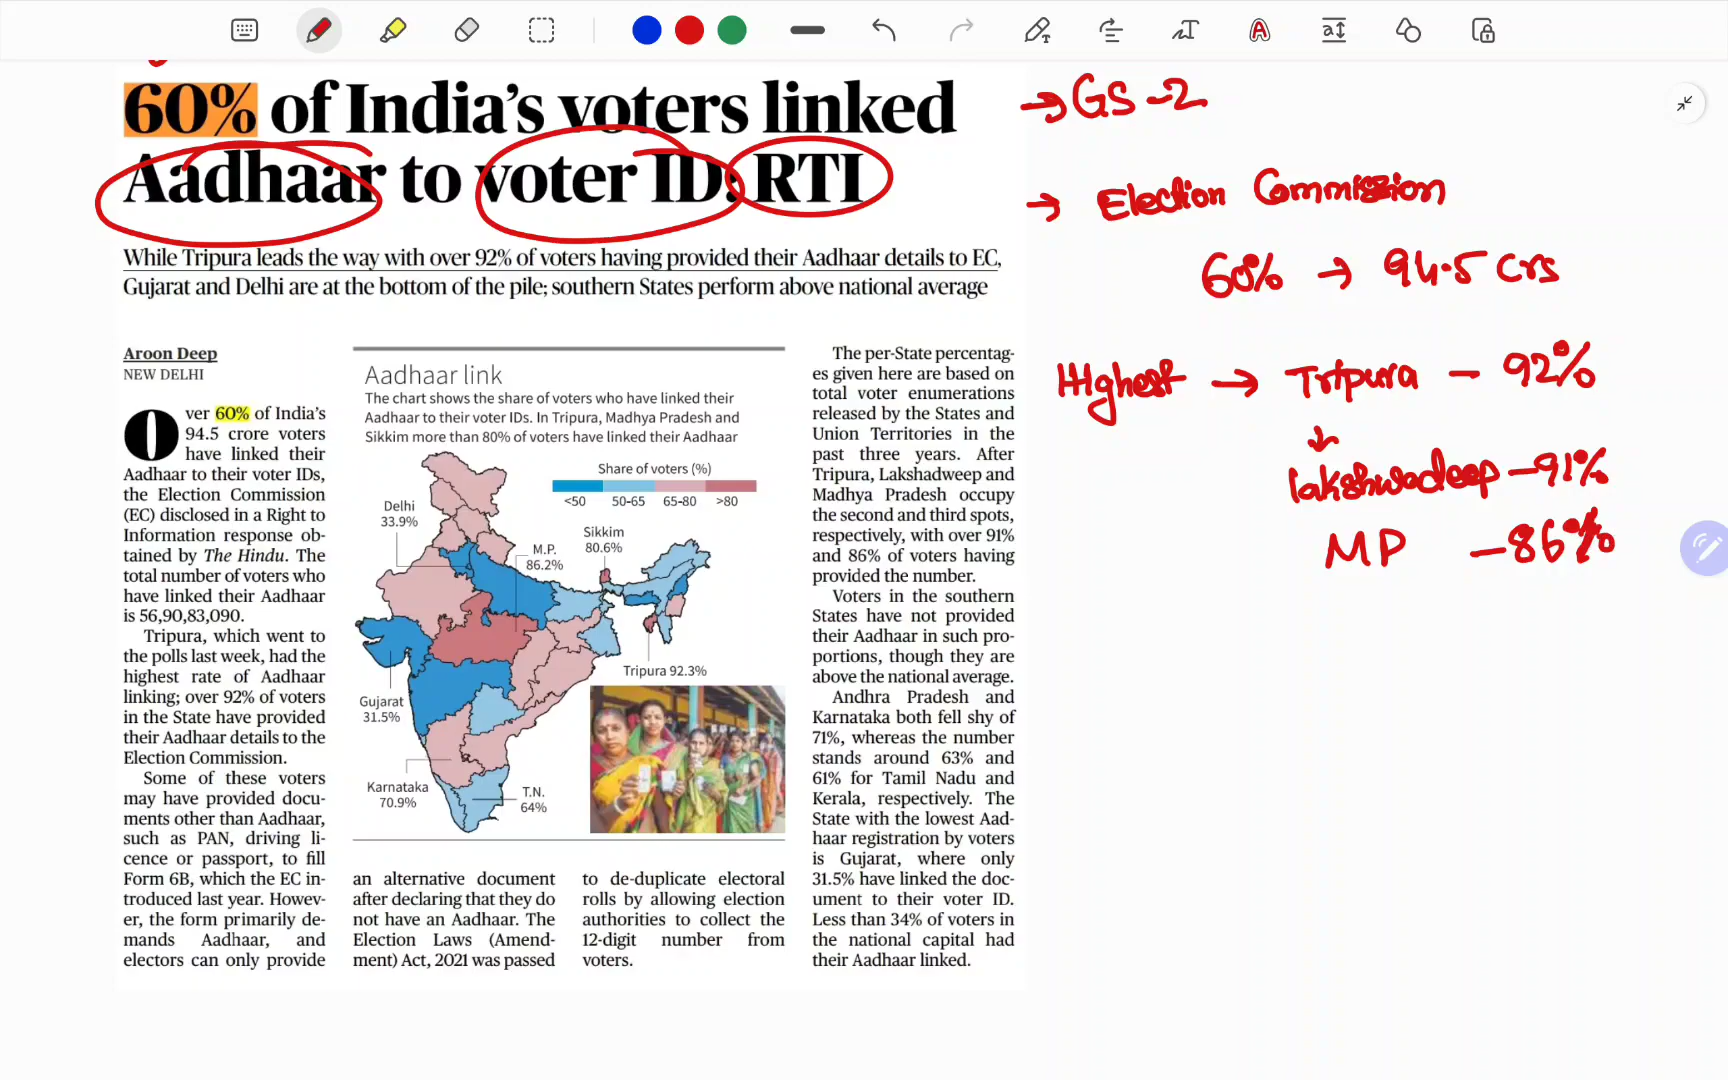 60% of India's voters linked
Aadhaar to voter ID: RTI
While Tripura leads the way with over 92% of voters having provided their Aadhaar details to EC,
Gujarat and Delhi are at the bottom of the pile; southern States perform above national average
Aroon Deep
NEW DELHI
Over 60% of India's
94.5 crore voters
have linked their
Aadhaar to their voter IDs,
the Election Commission
(EC) disclosed in a Right to
Information response ob-
tained by The Hindu. The
total number of voters who
have linked their Aadhaar
is 56,90,83,090.
Tripura, which went to
the polls last week, had the
highest rate of Aadhaar
linking; over 92% of voters
in the State have provided
their Aadhaar details to the
Election Commission.
Some of these voters
may have provided docu-
ments other than Aadhaar,
such as PAN, driving li-
cence or passport, to fill
Form 6B, which the EC in-
troduced last year. Howev-
er, the form primarily de-
mands Aadhaar, and
electors can only provide
Aadhaar link
The chart shows the share of voters who have linked their
Aadhaar to their voter IDs. In Tripura, Madhya Pradesh and
Sikkim more than 80% of voters have linked their Aadhaar
Share of voters (%)
<50 50-65 65-80 >80
Delhi
33.9%
Sikkim
80.6%
M.P.
86.2%
Tripura 92.3%
Gujarat
31.5%
Karnataka
70.9%
T.N.
64%
an alternative document
after declaring that they do
not have an Aadhaar. The
Election Laws (Amend-
ment) Act, 2021 was passed
to de-duplicate electoral
rolls by allowing election
authorities to collect the
12-digit number from
voters.
The per-State percentag-
es given here are based on
total voter enumerations
released by the States and
Union Territories in the
past three years. After
Tripura, Lakshadweep and
Madhya Pradesh occupy
the second and third spots,
respectively, with over 91%
and 86% of voters having
provided the number.
Voters in the southern
States have not provided
their Aadhaar in such pro-
portions, though they are
above the national average.
Andhra Pradesh and
Karnataka both fell shy of
71%, whereas the number
stands around 63% and
61% for Tamil Nadu and
Kerala, respectively. The
State with the lowest Aad-
haar registration by voters
is Gujarat, where only
31.5% have linked the doc-
ument to their voter ID.
Less than 34% of voters in
the national capital had
their Aadhaar linked.
→ GS-2
→ Election Commission
60% → 94.5 crs
Highest → Tripura - 92%
↓
lakshwadeep - 91%
MP - 86%